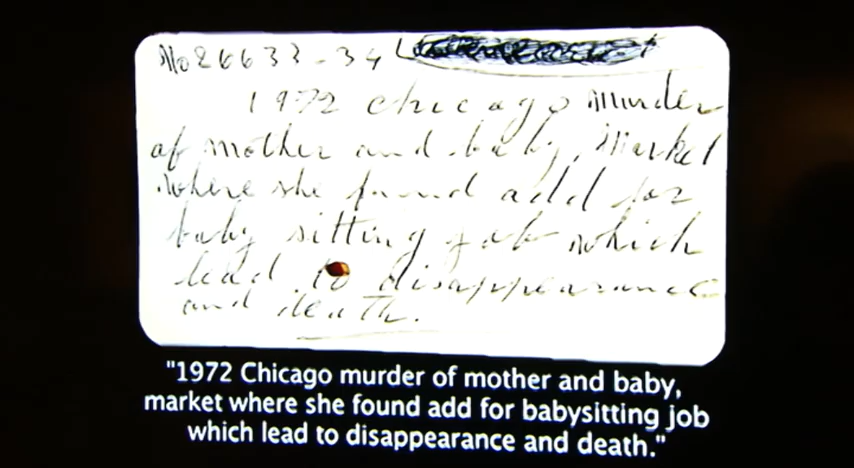 No 26633-34
1972 Chicago Murder
of mother and baby, Market
where she found add for
baby sitting job which
lead to disappearance
and death.
"1972 Chicago murder of mother and baby,
market where she found add for babysitting job
which lead to disappearance and death."